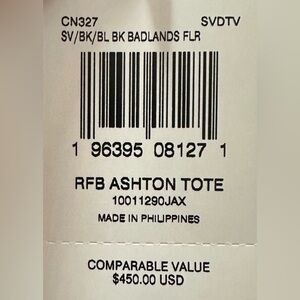 CN327 SVDTV
SV/BK/BL BK BADLANDS FLR
1 96395 08127 1
RFB ASHTON TOTE
10011290JAX
MADE IN PHILIPPINES
COMPARABLE VALUE
$450.00 USD